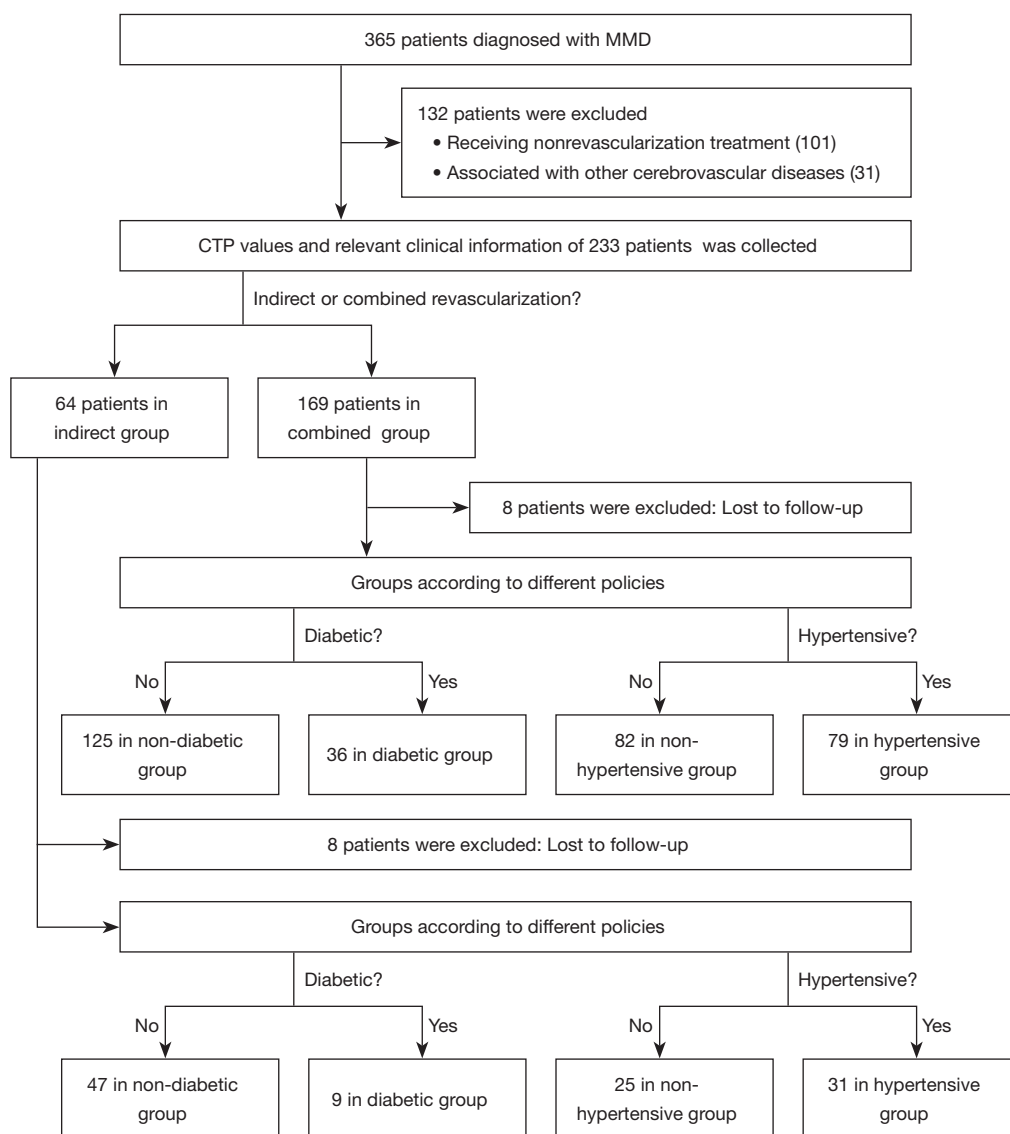 365 patients diagnosed with MMD
132 patients were excluded
• Receiving nonrevascularization treatment (101)
• Associated with other cerebrovascular diseases (31)
CTP values and relevant clinical information of 233 patients was collected
Indirect or combined revascularization?
64 patients in
indirect group
169 patients in
combined group
8 patients were excluded: Lost to follow-up
Groups according to different policies
Diabetic?
Hypertensive?
No
Yes
No
Yes
125 in non-diabetic
group
36 in diabetic group
82 in non-
hypertensive group
79 in hypertensive
group
8 patients were excluded: Lost to follow-up
Groups according to different policies
Diabetic?
Hypertensive?
No
Yes
No
Yes
47 in non-diabetic
group
9 in diabetic group
25 in non-
hypertensive group
31 in hypertensive
group